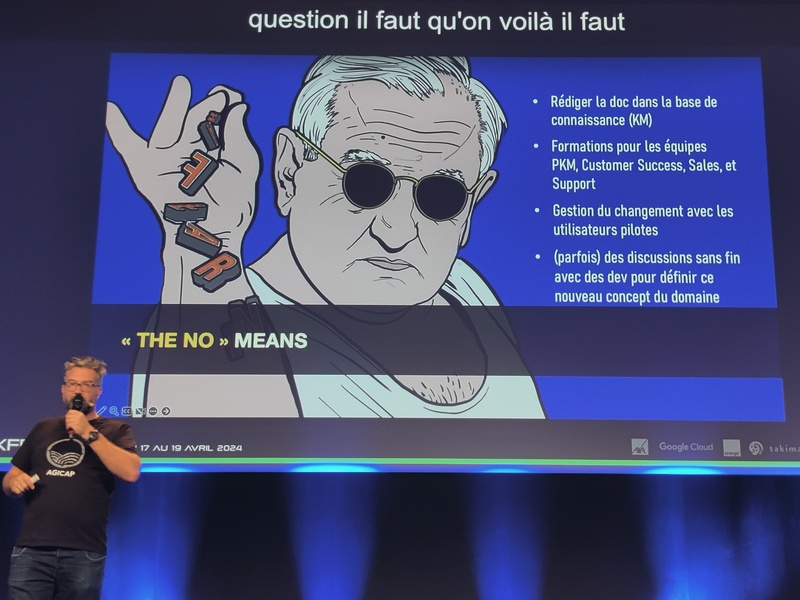 question il faut qu'on voilà il faut
• Rédiger la doc dans la base de
connaissance (KM)
• Formations pour les équipes
PKM, Customer Success, Sales, et
Support
• Gestion du changement avec les
utilisateurs pilotes
• (parfois) des discussions sans fin
avec des dev pour définir ce
nouveau concept du domaine
« THE NO » MEANS
17 AU 19 AVRIL 2024
AXA
Google Cloud
takima
AGICAP